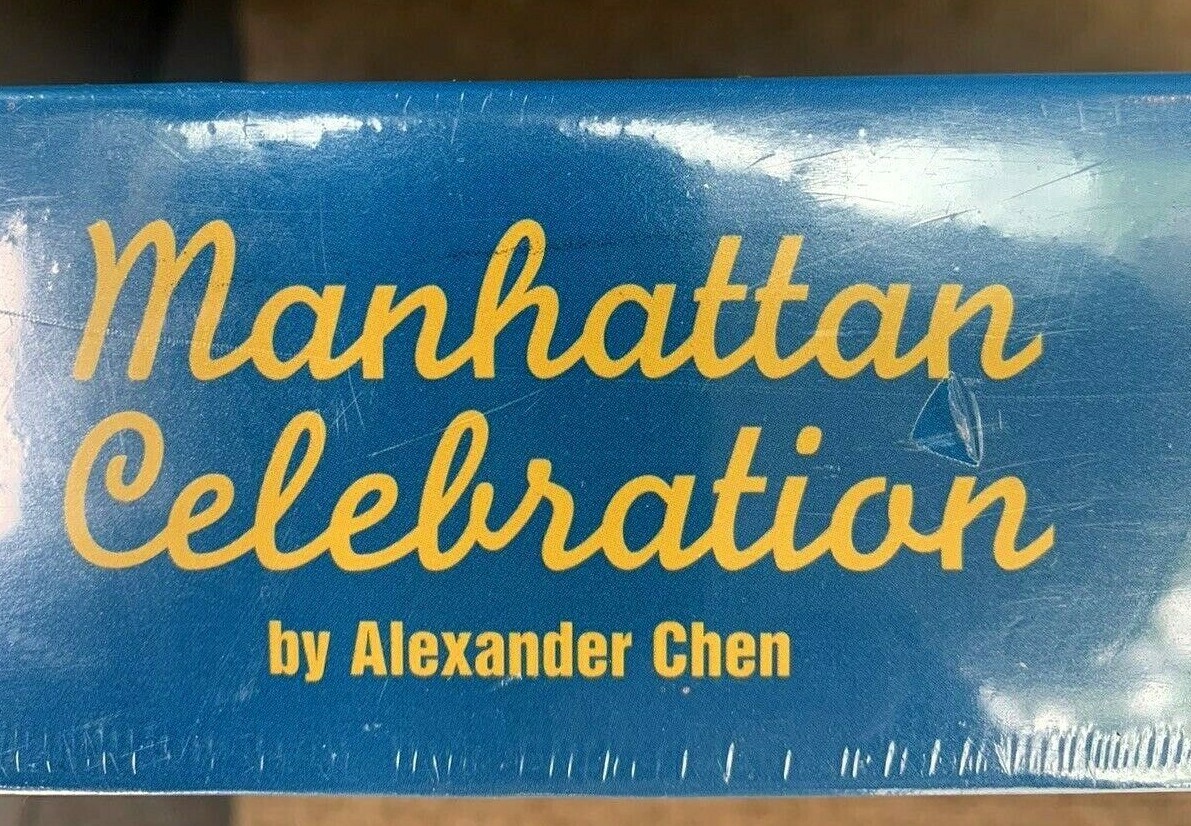 Manhattan
Celebration
by Alexander Chen